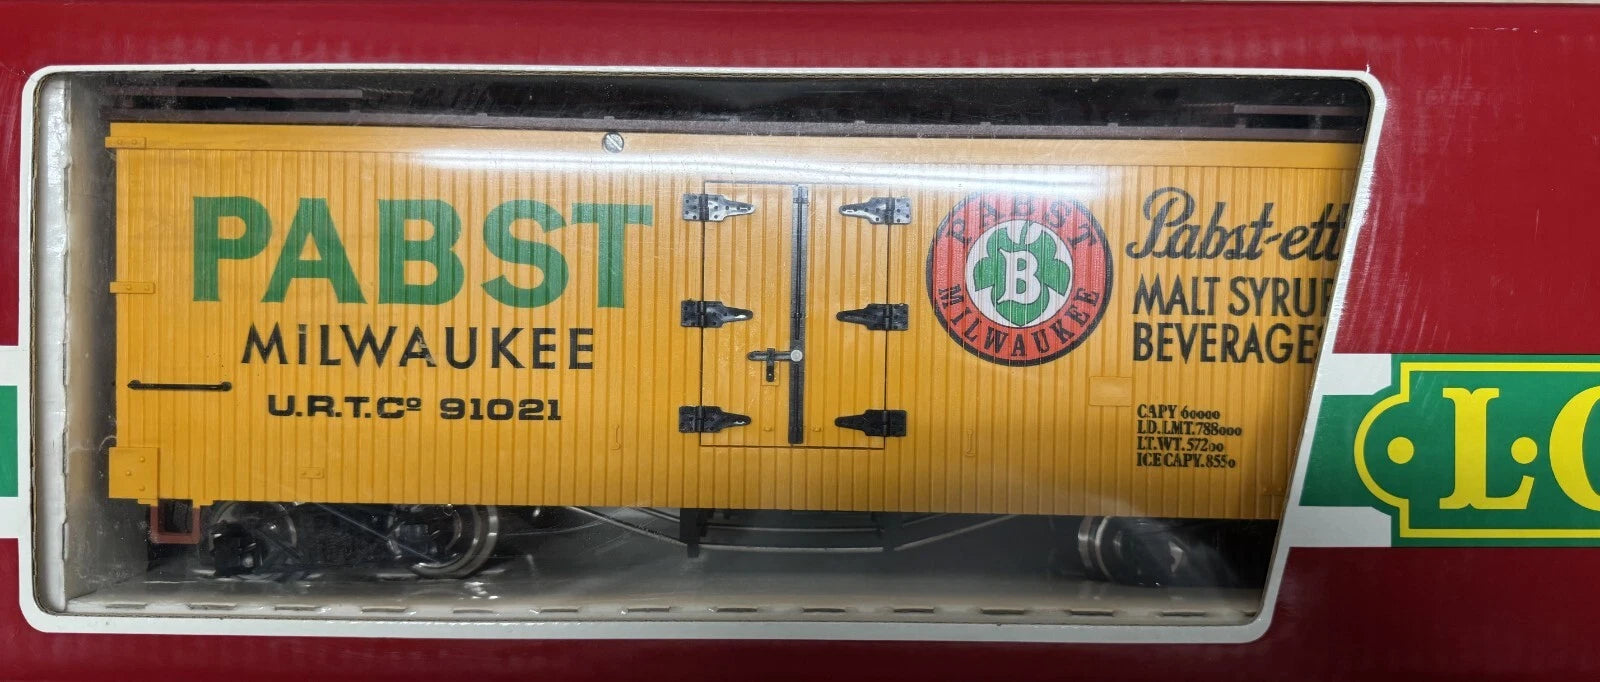 PABST
MiLWAUKEE
U.R.T.Cº 91021
PABST
B
MILWAUKEE
Pabst-ett
MALT SYRUP
BEVERAGES
CAPY 60000
LD.LMT.788000
LT.WT.57200
ICE CAPY.8550
L·G